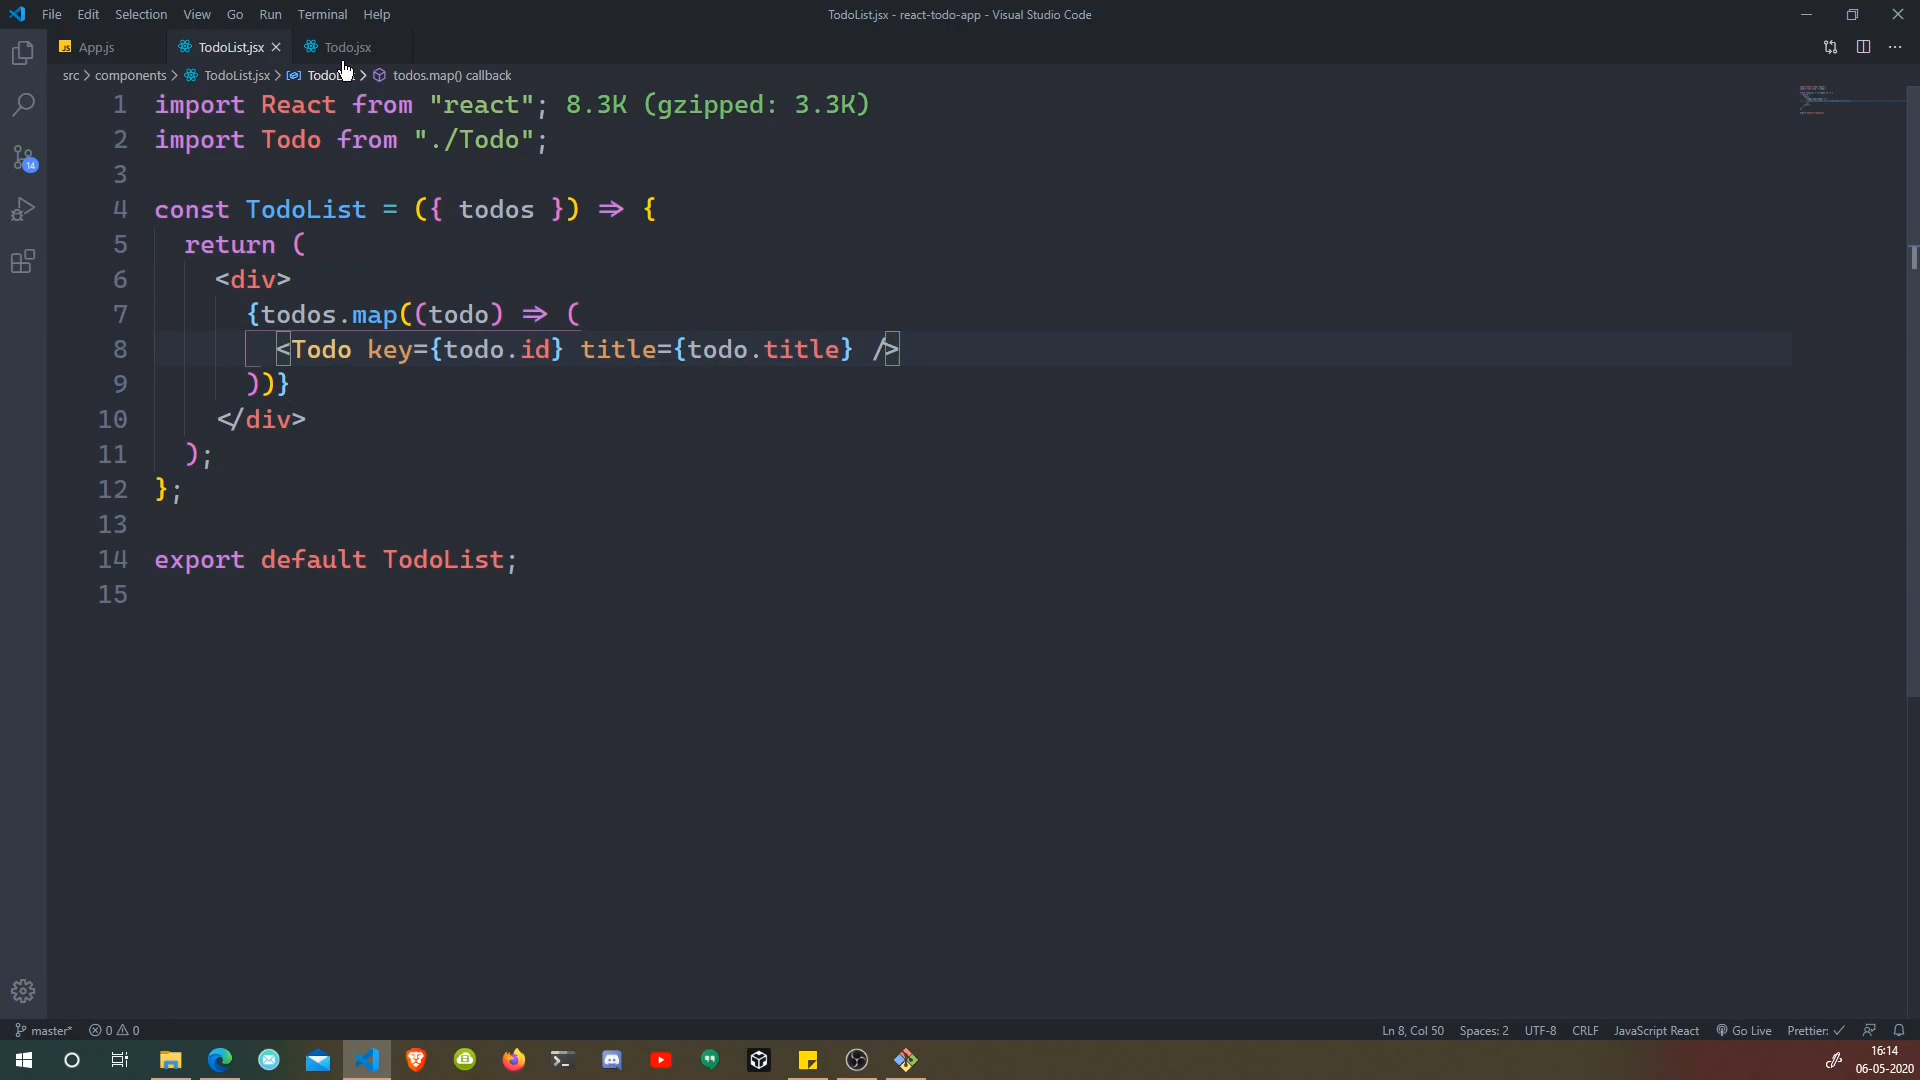 File Edit Selection View Go Run Terminal Help
TodoList.jsx - react-todo-app - Visual Studio Code
JS App.js TodoList.jsx Todo.jsx
src > components > TodoList.jsx > > todos.map() callback
1 import React from "react"; 8.3K (gzipped: 3.3K)
2 import Todo from "./Todo";
3
4 const TodoList = ({ todos }) => {
5 return (
6 <div>
7 {todos.map((todo) => (
8 <Todo key={todo.id} title={todo.title} />
9 ))}
10 </div>
11 );
12 };
13
14 export default TodoList;
15
14
master* 0 0
Ln 8, Col 50 Spaces: 2 UTF-8 CRLF JavaScript React Go Live Prettier: ✓
16:14
06-05-2020